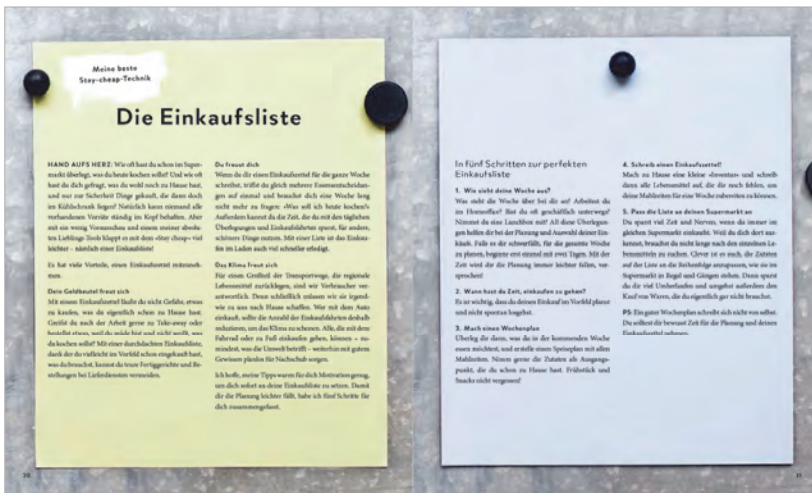 Meine beste
Stay-cheap-Technik
Die Einkaufsliste
HAND AUFS HERZ: Wie oft hast du schon im Super-
markt überlegt, was du heute kochen sollst? Und wie oft
hast du dich gefragt, was du wohl noch zu Hause hast,
und nur zur Sicherheit Dinge gekauft, die dann doch
im Kühlschrank liegen? Natürlich kann niemand alle
vorhandenen Vorräte ständig im Kopf behalten. Aber
mit ein wenig Vorausschau und einem meiner absolu-
ten Lieblings-Tools klappt es mit dem «Stay cheap» viel
leichter – nämlich einer Einkaufsliste!
Es hat viele Vorteile, einen Einkaufszettel mitzuneh-
men.
Dein Geldbeutel freut sich
Mit einem Einkaufszettel läufst du nicht Gefahr, etwas
zu kaufen, was du eigentlich schon zu Hause hast.
Greifst du nach der Arbeit gerne zu Take-away oder
bestellst etwas, weil du müde bist und nicht weißt, was
du kochen sollst? Mit einer durchdachten Einkaufsliste,
dank der du vielleicht im Vorfeld schon eingekauft hast,
was du brauchst, kannst du teure Fertiggerichte und Be-
stellungen bei Lieferdiensten vermeiden.
Du freust dich
Wenn du dir einen Einkaufszettel für die ganze Woche
schreibst, triffst du gleich mehrere Essensentscheidun-
gen auf einmal und brauchst dich eine Woche lang
nicht mehr zu fragen: «Was soll ich heute kochen?»
Außerdem kannst du die Zeit, die du mit den täglichen
Überlegungen und Einkaufsfahrten sparst, für andere,
schönere Dinge nutzen. Mit einer Liste ist das Einkau-
fen im Laden auch viel schneller erledigt.
Das Klima freut sich
Für einen Großteil der Transportwege, die regionale
Lebensmittel zurücklegen, sind wir Verbraucher ver-
antwortlich. Denn schließlich müssen wir sie irgend-
wie zu uns nach Hause schaffen. Wer mit dem Auto
einkauft, sollte die Anzahl der Einkaufsfahrten deshalb
reduzieren, um das Klima zu schonen. Alle, die mit dem
Fahrrad oder zu Fuß einkaufen gehen, können – zu-
mindest, was die Umwelt betrifft – weiterhin mit gutem
Gewissen planlos für Nachschub sorgen.
Ich hoffe, meine Tipps waren für dich Motivation genug,
um dich sofort an deine Einkaufsliste zu setzen. Damit
dir die Planung leichter fällt, habe ich fünf Schritte für
dich zusammengefasst.
20
In fünf Schritten zur perfekten
Einkaufsliste
1. Wie sieht deine Woche aus?
Was steht die Woche über bei dir an? Arbeitest du
im Homeoffice? Bist du oft geschäftlich unterwegs?
Nimmst du eine Lunchbox mit? All diese Überlegun-
gen helfen dir bei der Planung und Auswahl deiner Ein-
käufe. Falls es dir schwerfällt, für die gesamte Woche
zu planen, beginne erst einmal mit zwei Tagen. Mit der
Zeit wird dir die Planung immer leichter fallen, ver-
sprochen!
2. Wann hast du Zeit, einkaufen zu gehen?
Es ist wichtig, dass du deinen Einkauf im Vorfeld planst
und nicht spontan losgehst.
3. Mach einen Wochenplan
Überleg dir dann, was du in der kommenden Woche
essen möchtest, und erstelle einen Speiseplan mit allen
Mahlzeiten. Nimm gerne die Zutaten als Ausgangs-
punkt, die du schon zu Hause hast. Frühstück und
Snacks nicht vergessen!
4. Schreib einen Einkaufszettel!
Mach zu Hause eine kleine «Inventur» und schreib
dann alle Lebensmittel auf, die dir noch fehlen, um
deine Mahlzeiten für eine Woche zubereiten zu können.
5. Pass die Liste an deinen Supermarkt an
Du sparst viel Zeit und Nerven, wenn du immer im
gleichen Supermarkt einkaufst. Weil du dich dort aus-
kennst, brauchst du nicht lange nach den einzelnen Le-
bensmitteln zu suchen. Clever ist es auch, die Zutaten
auf der Liste an die Reihenfolge anzupassen, wie sie im
Supermarkt in Regal und Gängen stehen. Dann sparst
du dir viel Umherlaufen und umgehst außerdem den
Kauf von Waren, die du eigentlich gar nicht brauchst.
PS: Ein guter Wochenplan schreibt sich nicht von selbst.
Du solltest dir bewusst Zeit für die Planung und deinen
Einkaufszettel nehmen.